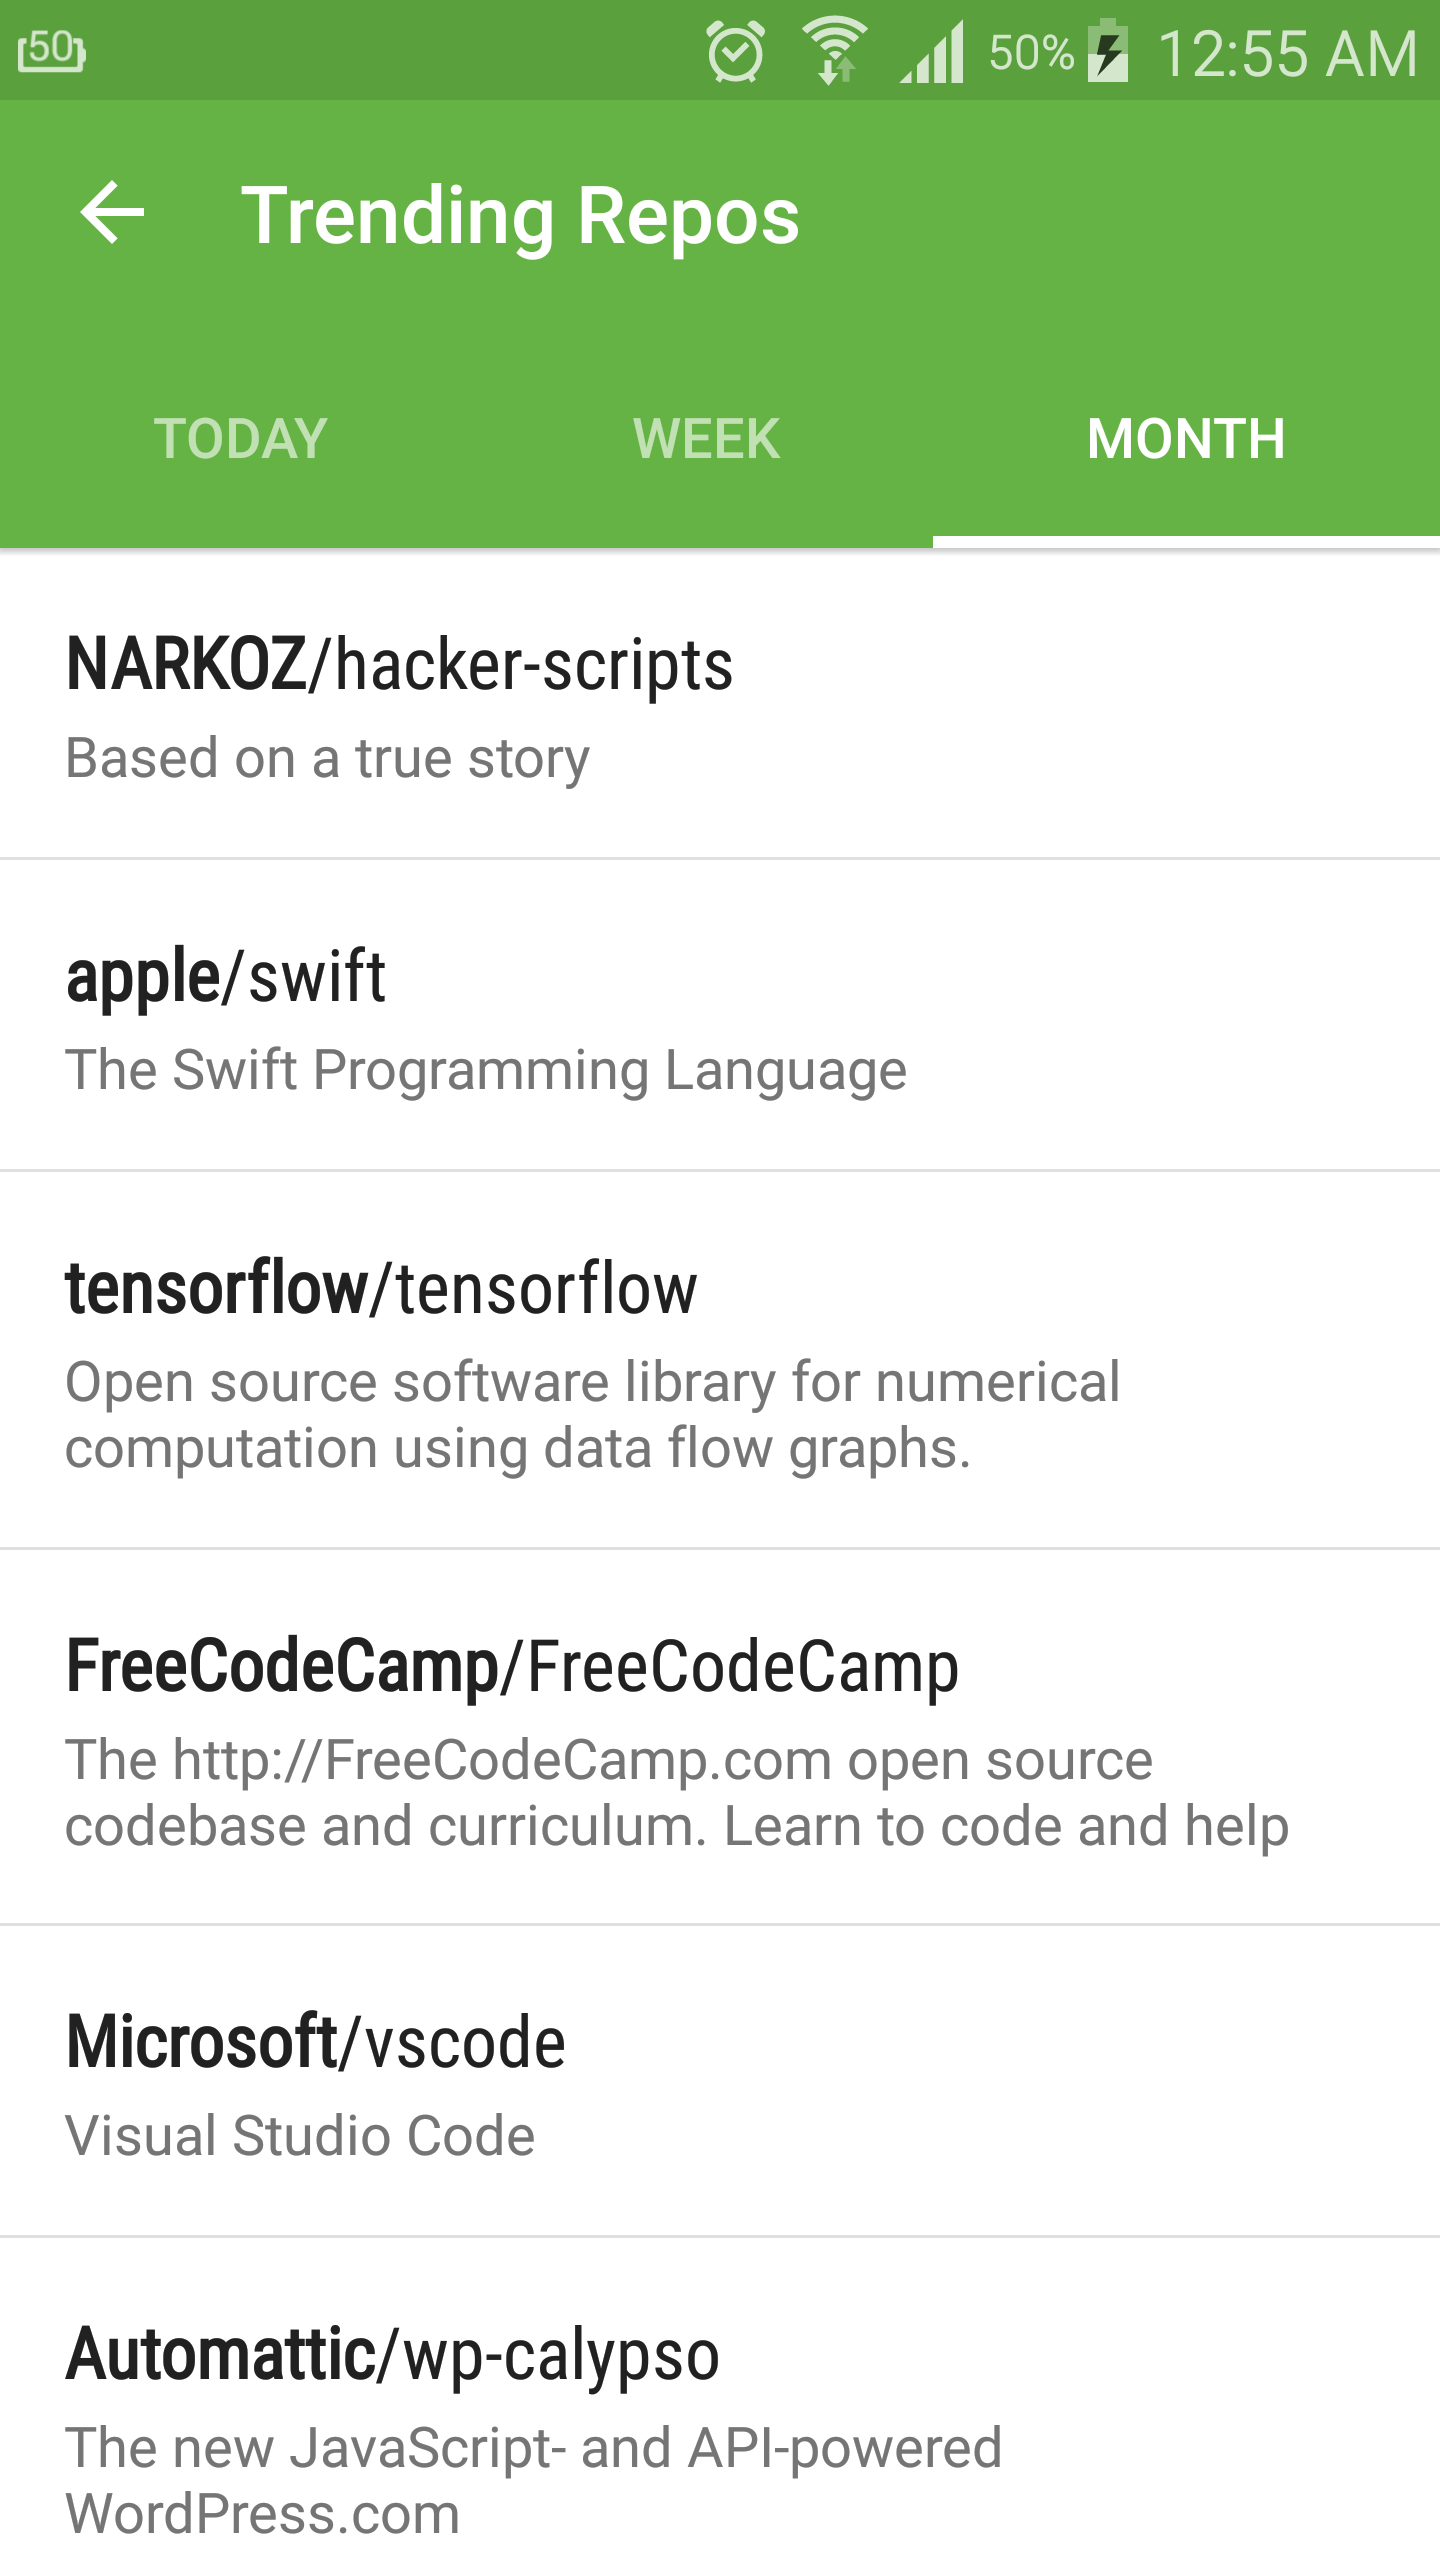 50
50%
12:55 AM
Trending Repos
TODAY
WEEK
MONTH
NARKOZ/hacker-scripts
Based on a true story
apple/swift
The Swift Programming Language
tensorflow/tensorflow
Open source software library for numerical
computation using data flow graphs.
FreeCodeCamp/FreeCodeCamp
The http://FreeCodeCamp.com open source
codebase and curriculum. Learn to code and help
Microsoft/vscode
Visual Studio Code
Automattic/wp-calypso
The new JavaScript- and API-powered
WordPress.com